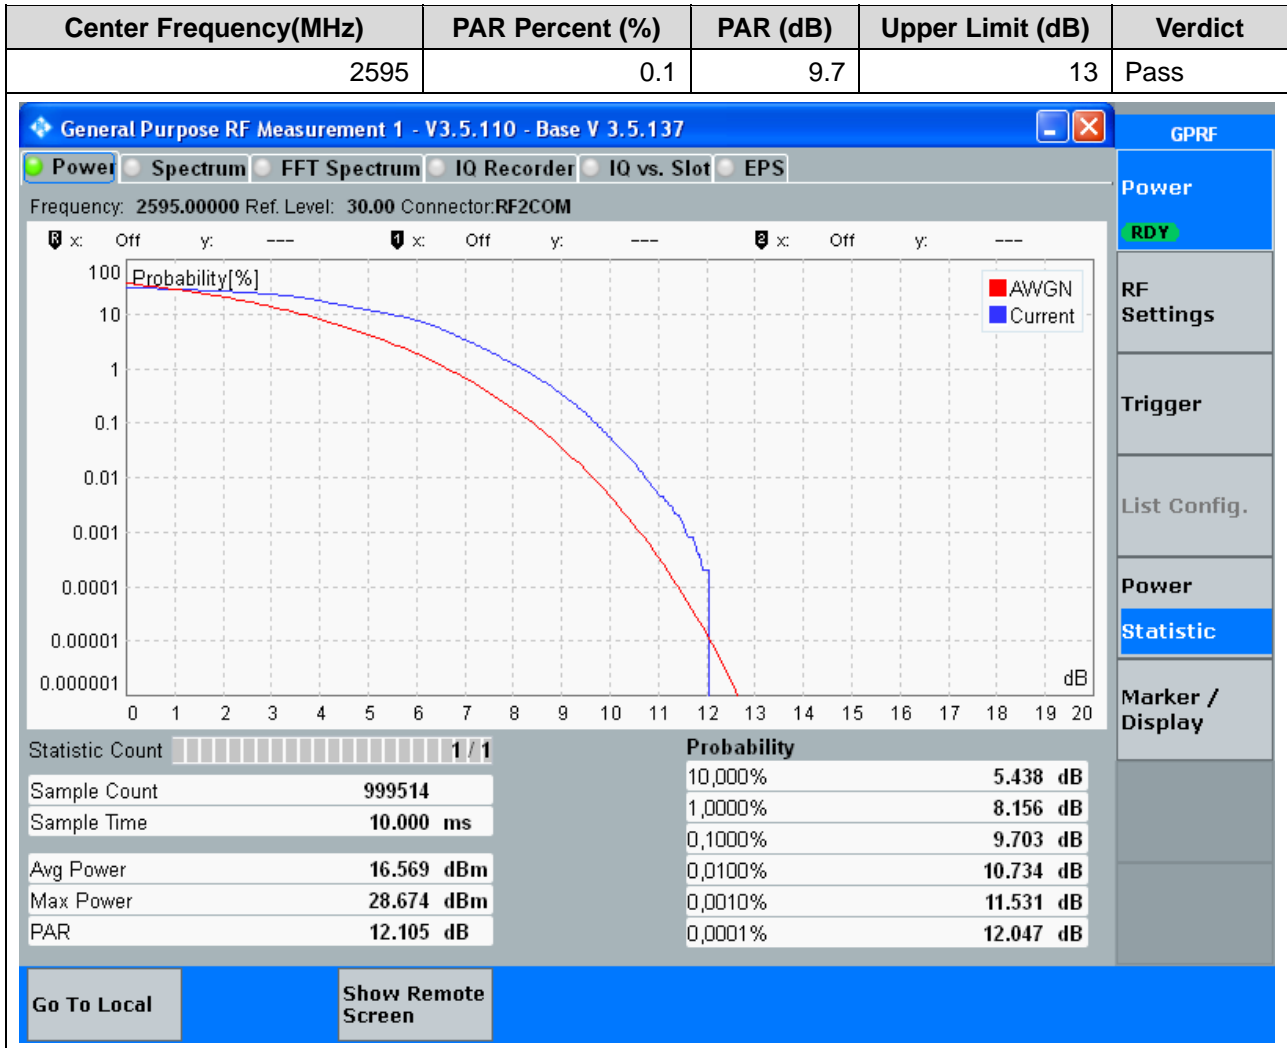 Center Frequency(MHz) PAR Percent (%) PAR (dB) Upper Limit (dB) Verdict
2595 0.1 9.7 13 Pass
General Purpose RF Measurement 1 - V3.5.110 - Base V 3.5.137
GPRF
Power Spectrum FFT Spectrum IQ Recorder IQ vs. Slot EPS
Frequency: 2595.00000 Ref. Level: 30.00 Connector:RF2COM
R x: Off y: --- 1 x: Off y: --- 2 x: Off y: ---
Probability[%]
AWGN
Current
100
10
1
0.1
0.01
0.001
0.0001
0.00001
0.000001
dB
0 1 2 3 4 5 6 7 8 9 10 11 12 13 14 15 16 17 18 19 20
Statistic Count 1 / 1
Sample Count 999514
Sample Time 10.000 ms
Avg Power 16.569 dBm
Max Power 28.674 dBm
PAR 12.105 dB
Probability
10,000% 5.438 dB
1,0000% 8.156 dB
0,1000% 9.703 dB
0,0100% 10.734 dB
0,0010% 11.531 dB
0,0001% 12.047 dB
Power
RDY
RF
Settings
Trigger
List Config.
Power
Statistic
Marker /
Display
Go To Local
Show Remote
Screen